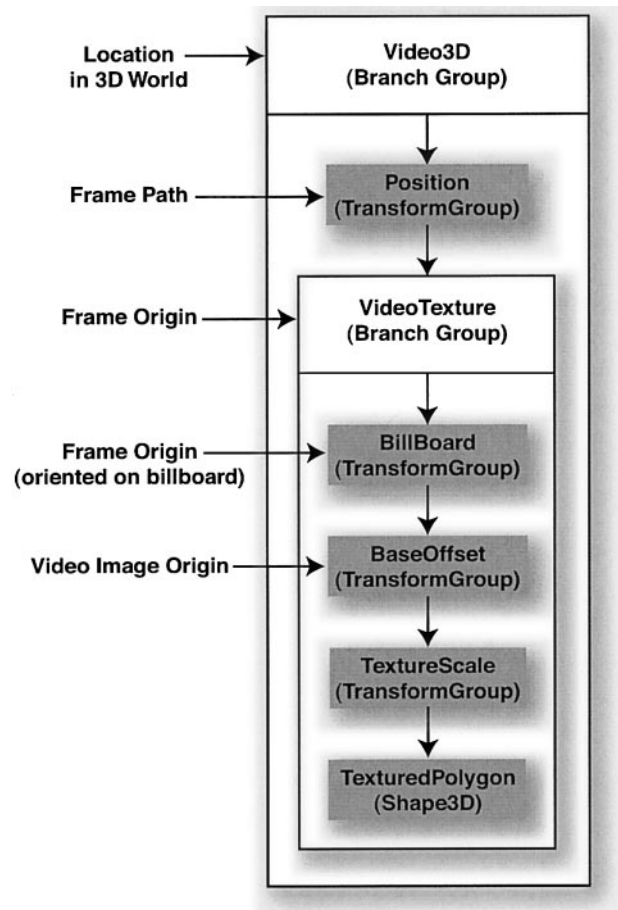 Location
in 3D World
Video3D
(Branch Group)
Frame Path
Position
(TransformGroup)
Frame Origin
VideoTexture
(Branch Group)
Frame Origin
(oriented on billboard)
BillBoard
(TransformGroup)
Video Image Origin
BaseOffset
(TransformGroup)
TextureScale
(TransformGroup)
TexturedPolygon
(Shape3D)